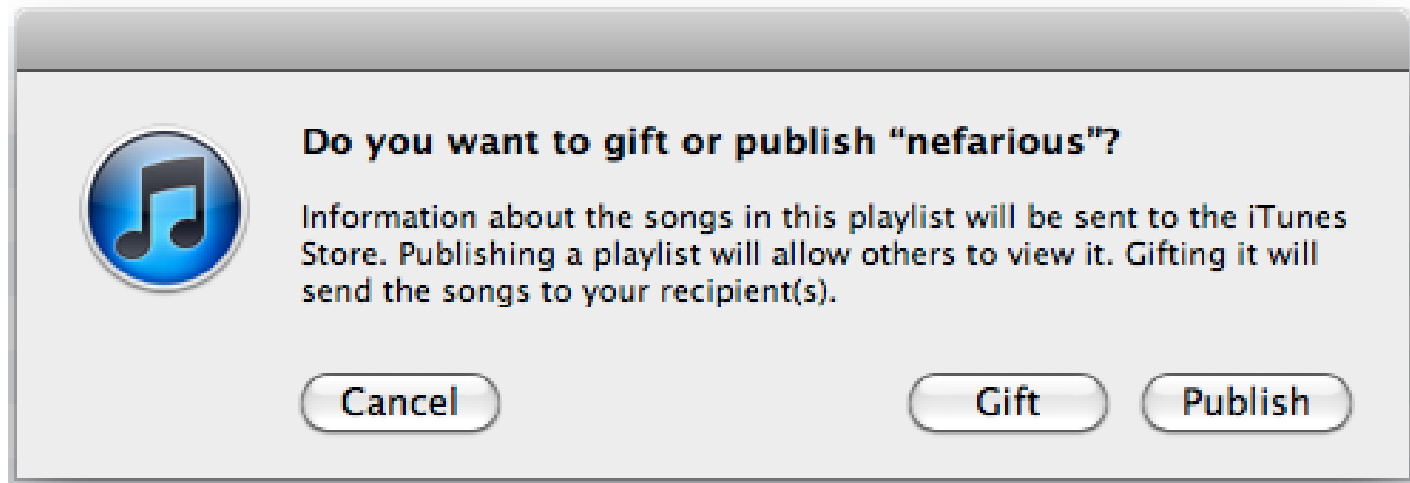 Do you want to gift or publish “nefarious”?
Information about the songs in this playlist will be sent to the iTunes
Store. Publishing a playlist will allow others to view it. Gifting it will
send the songs to your recipient(s).
Cancel
Gift
Publish